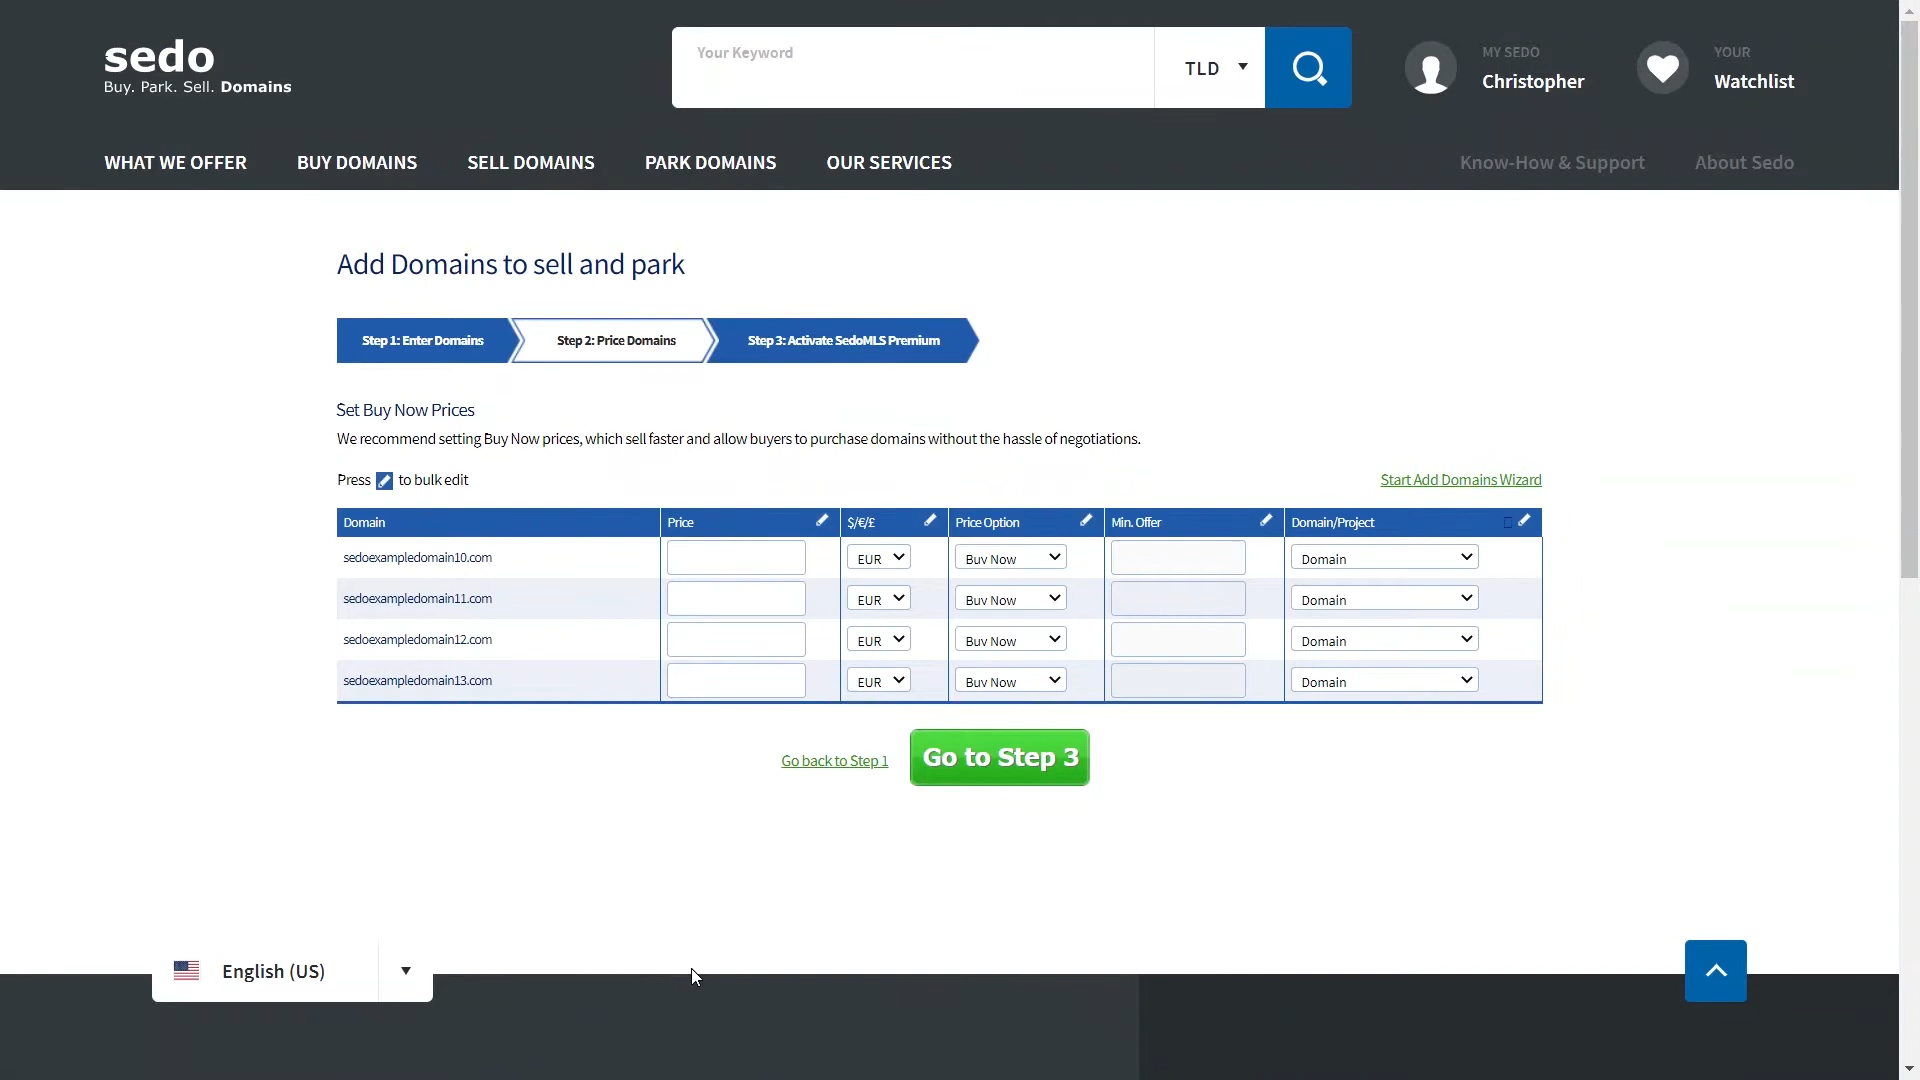 sedo
Buy. Park. Sell. Domains
Your Keyword
TLD
MY SEDO
Christopher
YOUR
Watchlist
WHAT WE OFFER BUY DOMAINS SELL DOMAINS PARK DOMAINS OUR SERVICES Know-How & Support About Sedo
Add Domains to sell and park
Step 1: Enter Domains Step 2: Price Domains Step 3: Activate SedoMLS Premium
Set Buy Now Prices
We recommend setting Buy Now prices, which sell faster and allow buyers to purchase domains without the hassle of negotiations.
Press to bulk edit Start Add Domains Wizard
Domain Price $/€/£ Price Option Min. Offer Domain/Project
sedoexampledomain10.com EUR Buy Now Domain
sedoexampledomain11.com EUR Buy Now Domain
sedoexampledomain12.com EUR Buy Now Domain
sedoexampledomain13.com EUR Buy Now Domain
Go back to Step 1 Go to Step 3
English (US)